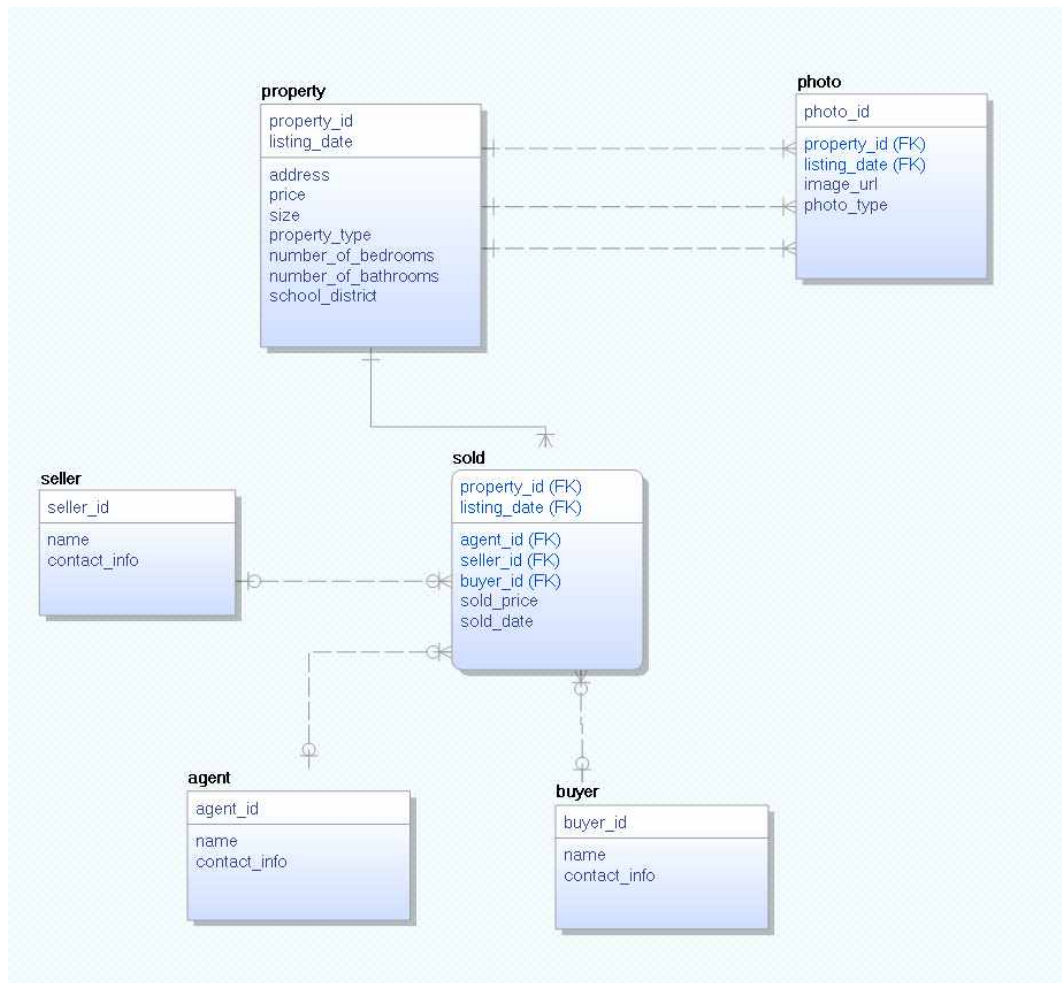 property
property_id
listing_date
address
price
size
property_type
number_of_bedrooms
number_of_bathrooms
school_district
photo
photo_id
property_id (FK)
listing_date (FK)
image_url
photo_type
sold
property_id (FK)
listing_date (FK)
agent_id (FK)
seller_id (FK)
buyer_id (FK)
sold_price
sold_date
seller
seller_id
name
contact_info
agent
agent_id
name
contact_info
buyer
buyer_id
name
contact_info